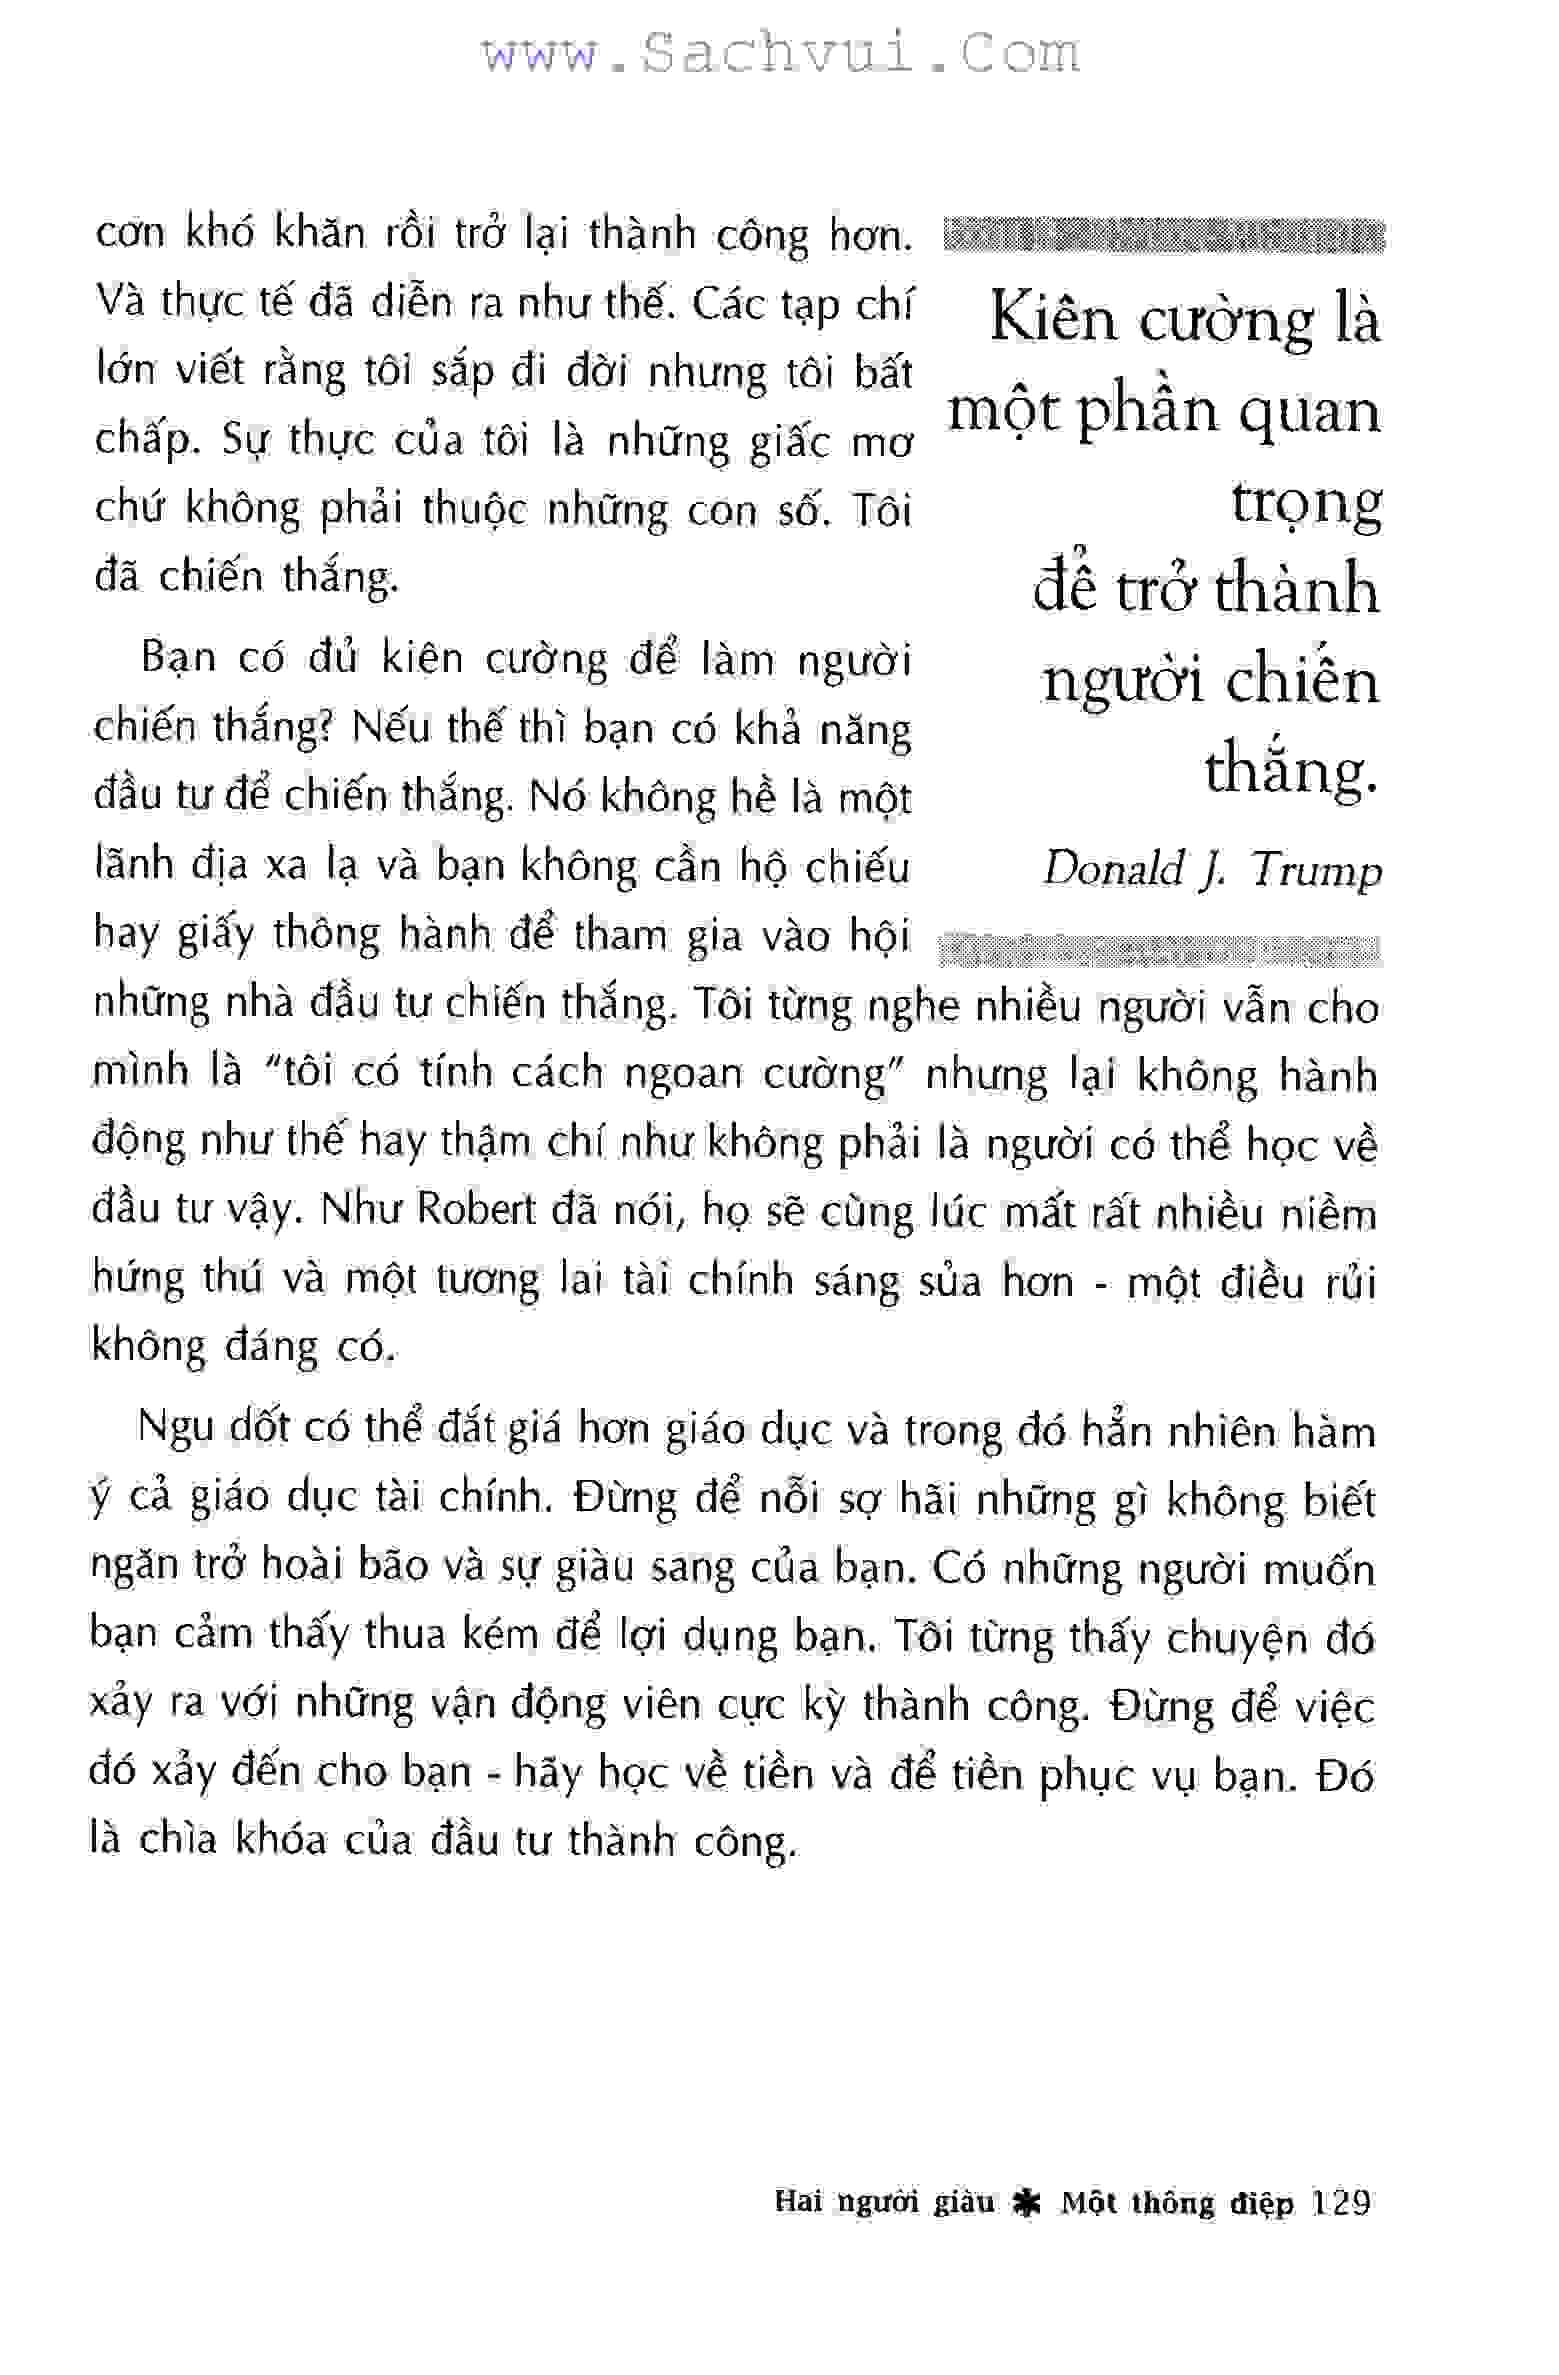 www.Sachvui.Com
cơn khó khăn rồi trở lại thành công hơn.
Và thực tế đã diễn ra như thế. Các tạp chí
lớn viết rằng tôi sắp đi đời nhưng tôi bất
chấp. Sự thực của tôi là những giấc mơ
chứ không phải thuộc những con số. Tôi
đã chiến thắng.
Kiên cường là
một phần quan
trọng
để trở thành
người chiến
thắng.
Donald J. Trump
Bạn có đủ kiên cường để làm người
chiến thắng? Nếu thế thì bạn có khả năng
đầu tư để chiến thắng. Nó không hề là một
lãnh địa xa lạ và bạn không cần hộ chiếu
hay giấy thông hành để tham gia vào hội
những nhà đầu tư chiến thắng. Tôi từng nghe nhiều người vẫn cho
mình là "tôi có tính cách ngoan cường" nhưng lại không hành
động như thế hay thậm chí như không phải là người có thể học về
đầu tư vậy. Như Robert đã nói, họ sẽ cùng lúc mất rất nhiều niềm
hứng thú và một tương lai tài chính sáng sủa hơn - một điều rủi
không đáng có.
Ngu dốt có thể đắt giá hơn giáo dục và trong đó hẳn nhiên hàm
ý cả giáo dục tài chính. Đừng để nỗi sợ hãi những gì không biết
ngăn trở hoài bão và sự giàu sang của bạn. Có những người muốn
bạn cảm thấy thua kém để lợi dụng bạn. Tôi từng thấy chuyện đó
xảy ra với những vận động viên cực kỳ thành công. Đừng để việc
đó xảy đến cho bạn - hãy học về tiền và để tiền phục vụ bạn. Đó
là chìa khóa của đầu tư thành công.
Hai người giàu ✱ Một thông điệp 129